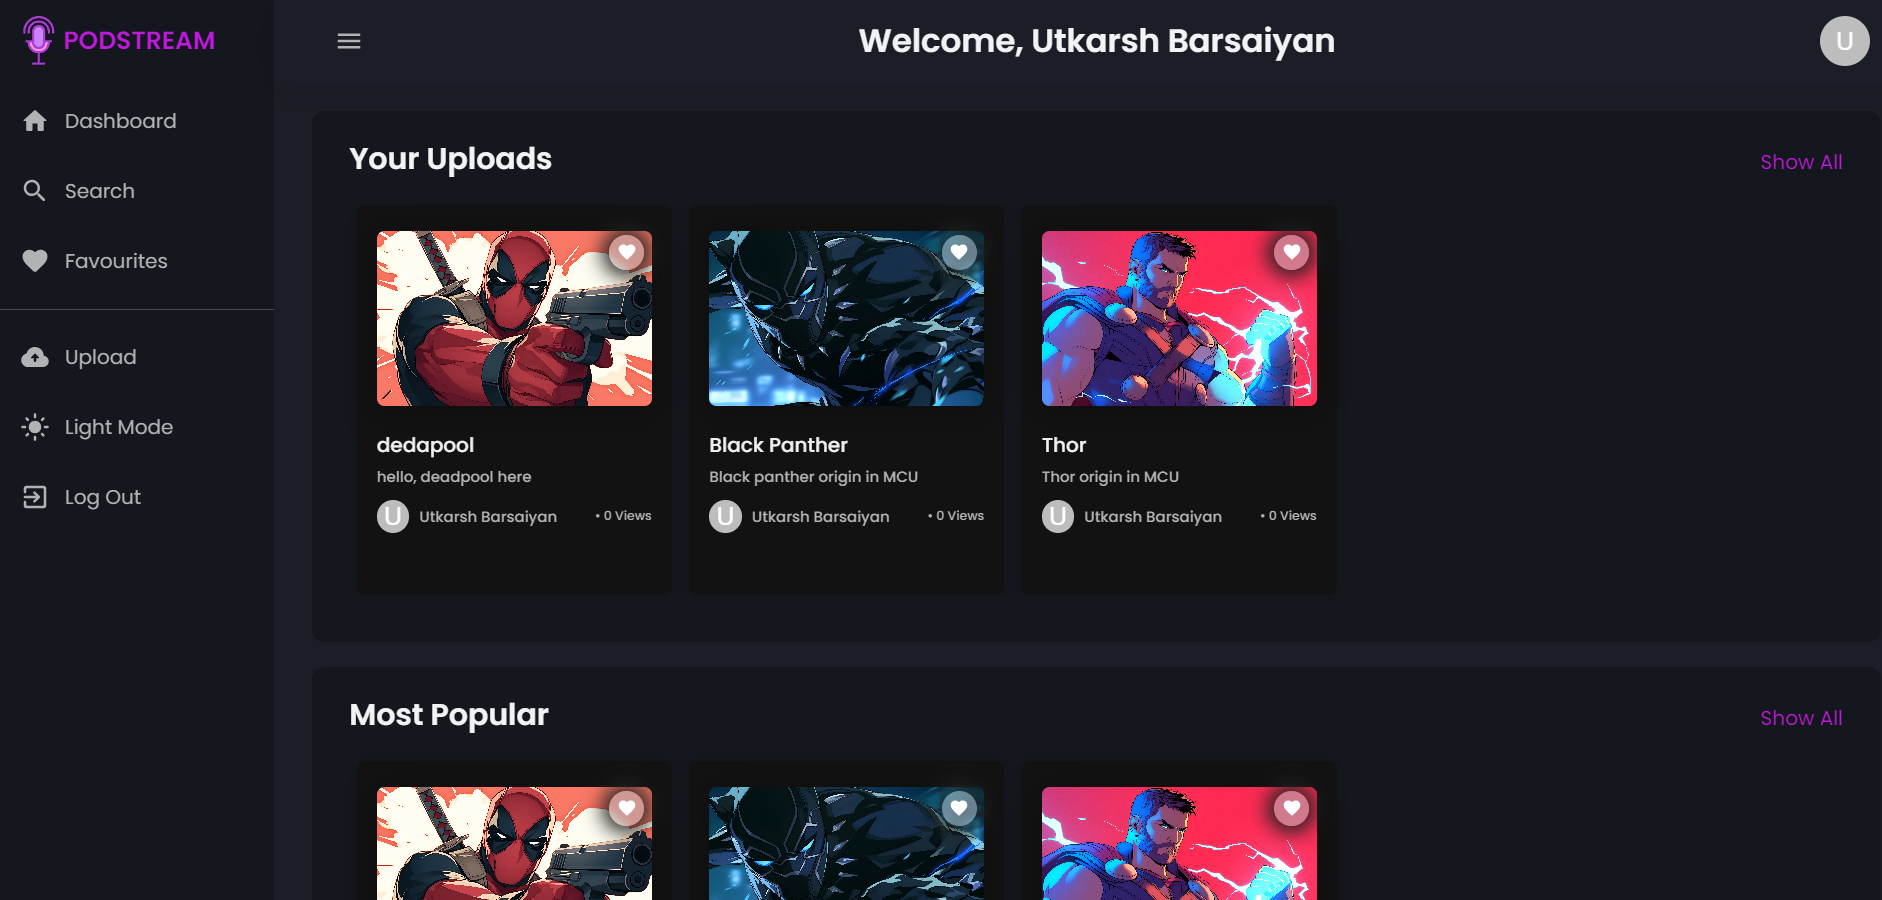 PODSTREAM
Welcome, Utkarsh Barsaiyan
U
Dashboard
Search
Favourites
Upload
Light Mode
Log Out
Your Uploads
Show All
dedapool
hello, deadpool here
U Utkarsh Barsaiyan • 0 Views
Black Panther
Black panther origin in MCU
U Utkarsh Barsaiyan • 0 Views
Thor
Thor origin in MCU
U Utkarsh Barsaiyan • 0 Views
Most Popular
Show All